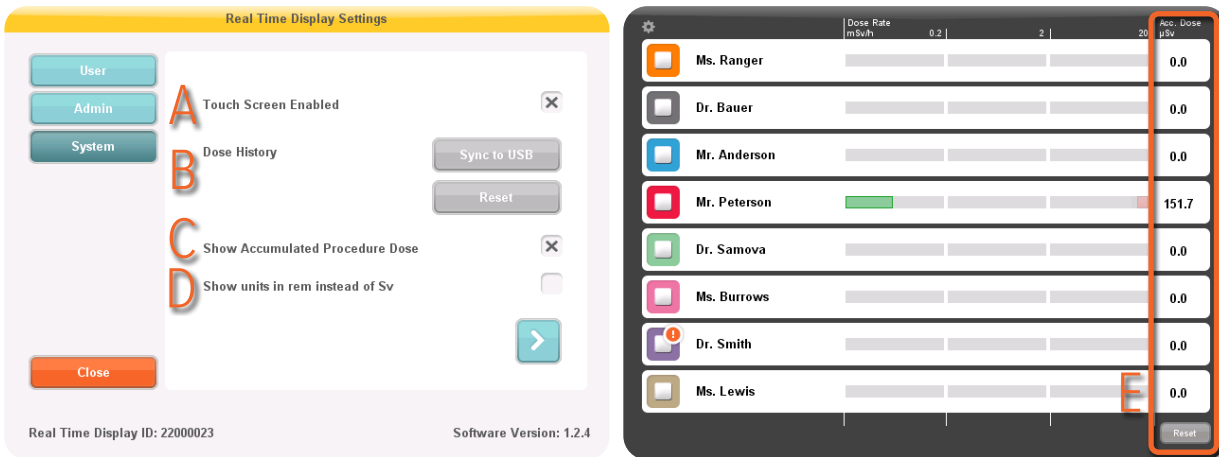 Real Time Display Settings
User
Admin
System
Close
A Touch Screen Enabled
B Dose History
Sync to USB
Reset
C Show Accumulated Procedure Dose
D Show units in rem instead of Sv
Real Time Display ID: 22000023
Software Version: 1.2.4
Dose Rate
mSv/h 0.2 2 20
Acc. Dose
µSv
Ms. Ranger 0.0
Dr. Bauer 0.0
Mr. Anderson 0.0
Mr. Peterson 151.7
Dr. Samova 0.0
Ms. Burrows 0.0
Dr. Smith 0.0
Ms. Lewis 0.0
E
Reset